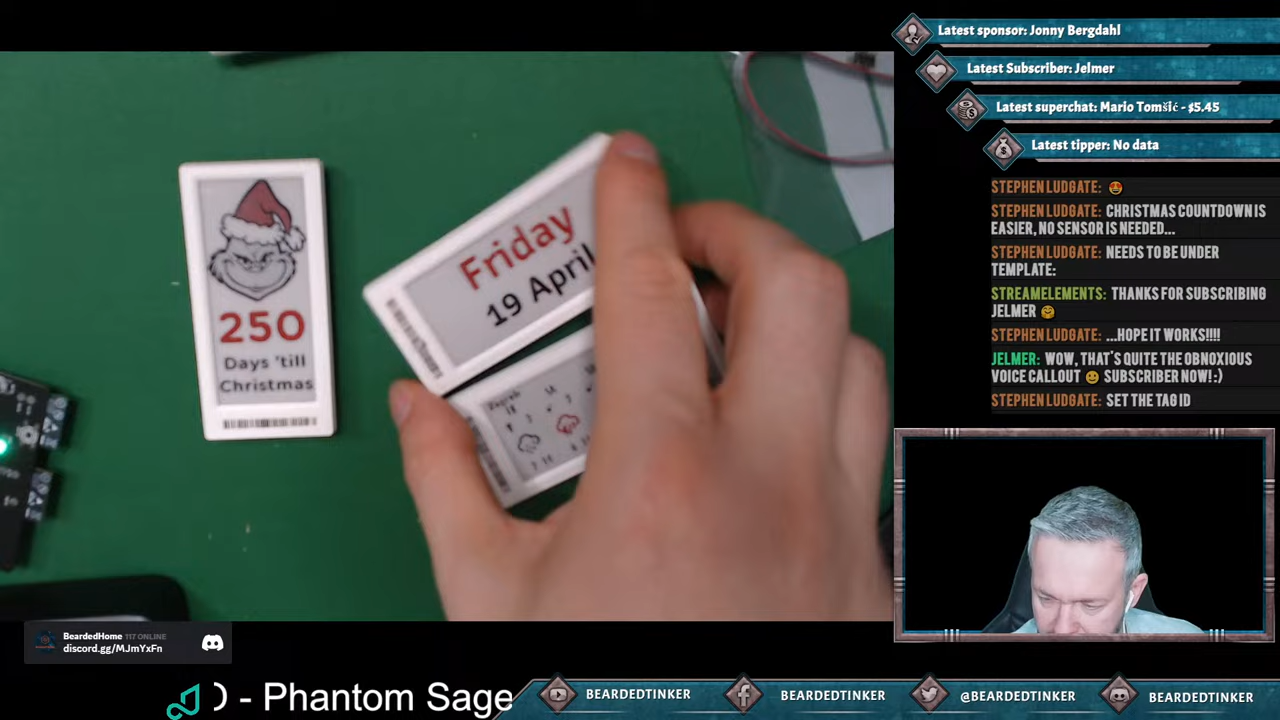 Latest sponsor: Jonny Bergdahl
Latest Subscriber: Jelmer
Latest superchat: Mario Tomšić - $5.45
Latest tipper: No data
STEPHEN LUDGATE: 😍
STEPHEN LUDGATE: CHRISTMAS COUNTDOWN IS
EASIER, NO SENSOR IS NEEDED...
STEPHEN LUDGATE: NEEDS TO BE UNDER
TEMPLATE:
STREAMELEMENTS: THANKS FOR SUBSCRIBING
JELMER 🤗
STEPHEN LUDGATE: ...HOPE IT WORKS!!!!
JELMER: WOW, THAT'S QUITE THE OBNOXIOUS
VOICE CALLOUT 😀 SUBSCRIBER NOW! :)
STEPHEN LUDGATE: SET THE TAG ID
250
Days 'till
Christmas
Friday
19 April
Zagreb
BeardedHome 117 ONLINE
discord.gg/MJmYxFn
D - Phantom Sage
BEARDEDTINKER
BEARDEDTINKER
@BEARDEDTINKER
BEARDEDTINKER